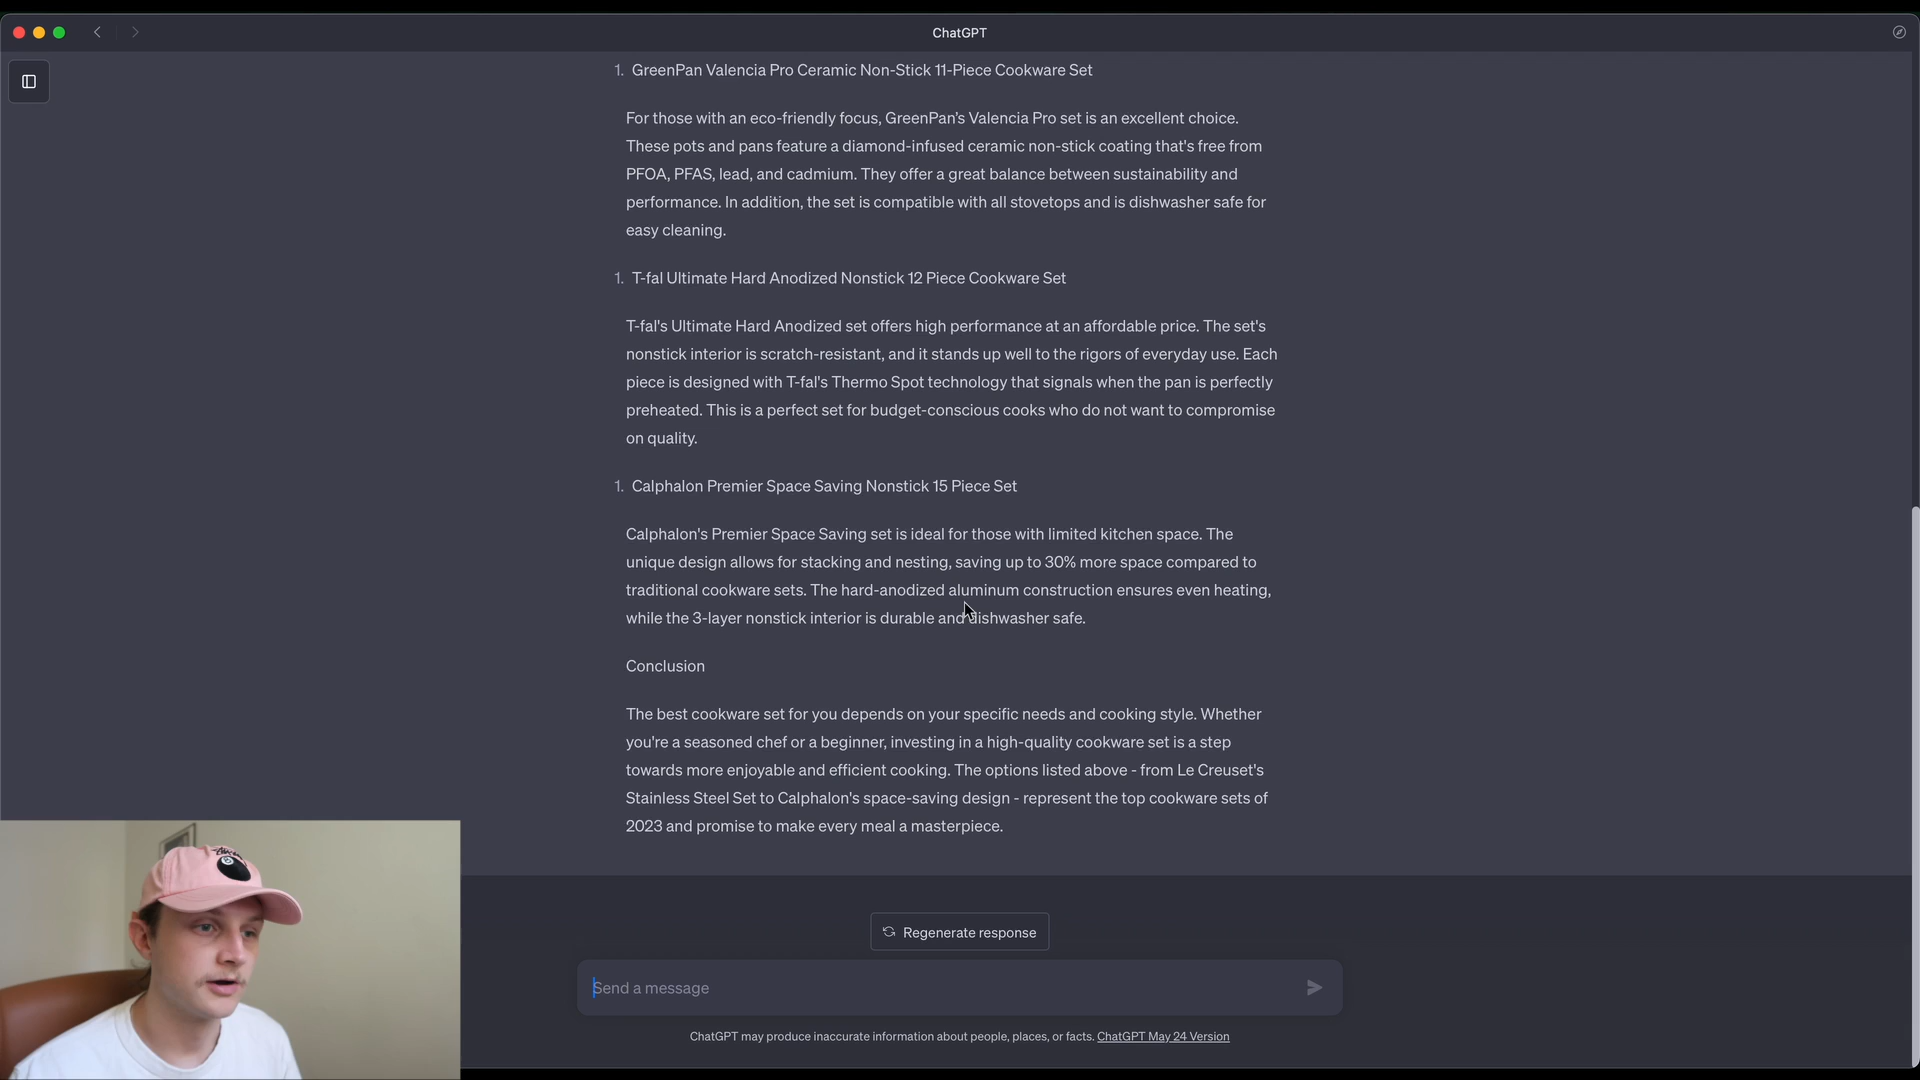 ChatGPT
1. GreenPan Valencia Pro Ceramic Non-Stick 11-Piece Cookware Set
For those with an eco-friendly focus, GreenPan's Valencia Pro set is an excellent choice.
These pots and pans feature a diamond-infused ceramic non-stick coating that's free from
PFOA, PFAS, lead, and cadmium. They offer a great balance between sustainability and
performance. In addition, the set is compatible with all stovetops and is dishwasher safe for
easy cleaning.
1. T-fal Ultimate Hard Anodized Nonstick 12 Piece Cookware Set
T-fal's Ultimate Hard Anodized set offers high performance at an affordable price. The set's
nonstick interior is scratch-resistant, and it stands up well to the rigors of everyday use. Each
piece is designed with T-fal's Thermo Spot technology that signals when the pan is perfectly
preheated. This is a perfect set for budget-conscious cooks who do not want to compromise
on quality.
1. Calphalon Premier Space Saving Nonstick 15 Piece Set
Calphalon's Premier Space Saving set is ideal for those with limited kitchen space. The
unique design allows for stacking and nesting, saving up to 30% more space compared to
traditional cookware sets. The hard-anodized aluminum construction ensures even heating,
while the 3-layer nonstick interior is durable and dishwasher safe.
Conclusion
The best cookware set for you depends on your specific needs and cooking style. Whether
you're a seasoned chef or a beginner, investing in a high-quality cookware set is a step
towards more enjoyable and efficient cooking. The options listed above - from Le Creuset's
Stainless Steel Set to Calphalon's space-saving design - represent the top cookware sets of
2023 and promise to make every meal a masterpiece.
Regenerate response
Send a message
ChatGPT may produce inaccurate information about people, places, or facts. ChatGPT May 24 Version